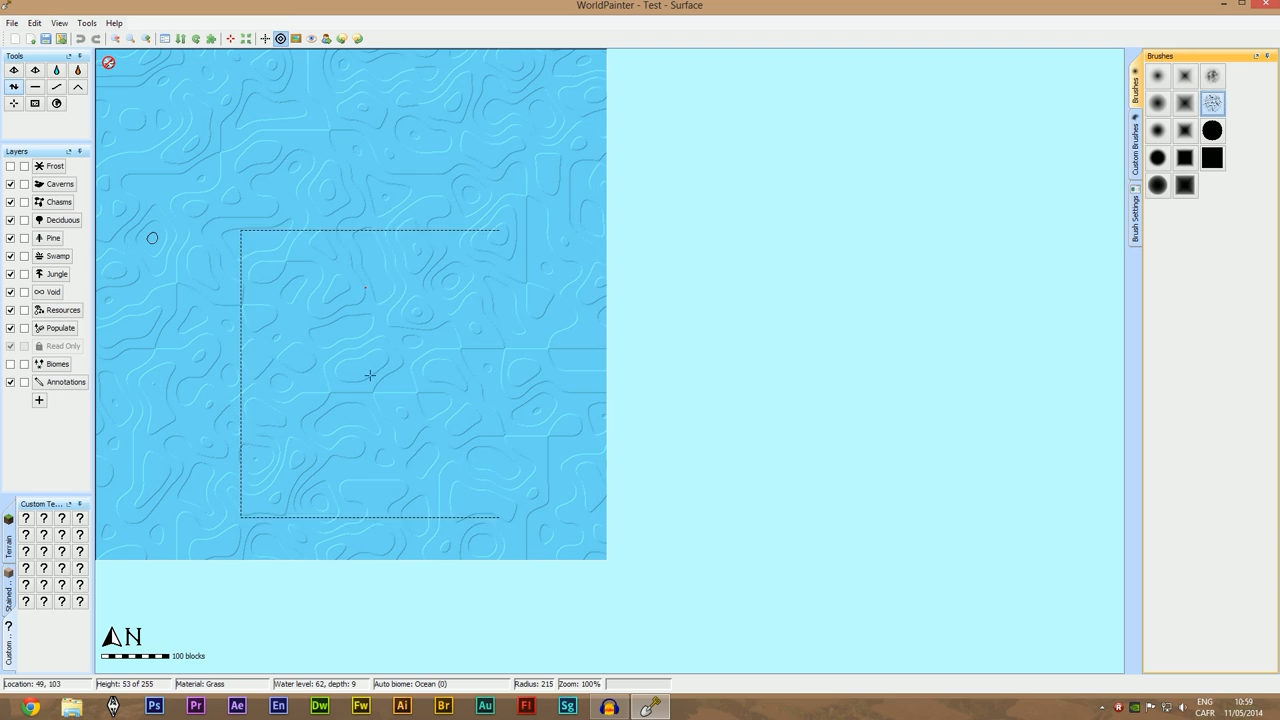 WorldPainter - Test - Surface
File Edit View Tools Help
Tools
Layers
Frost
Caverns
Chasms
Deciduous
Pine
Swamp
Jungle
Void
Resources
Populate
Read Only
Biomes
Annotations
+
Custom Te...
? ? ? ?
? ? ? ?
? ? ? ?
? ? ? ?
? ? ? ?
? ? ? ?
Terrain
Stained ..
Custom ..
?
N
100 blocks
Brushes
Brushes
Custom Brushes
Brush Settings
Location: 49, 103 Height: 53 of 255 Material: Grass Water level: 62, depth: 9 Auto biome: Ocean (0) Radius: 215 Zoom: 100%
Ps Pr Ae En Dw Fw Ai Br Au Fl Sg
ENG 10:59
CAFR 11/05/2014